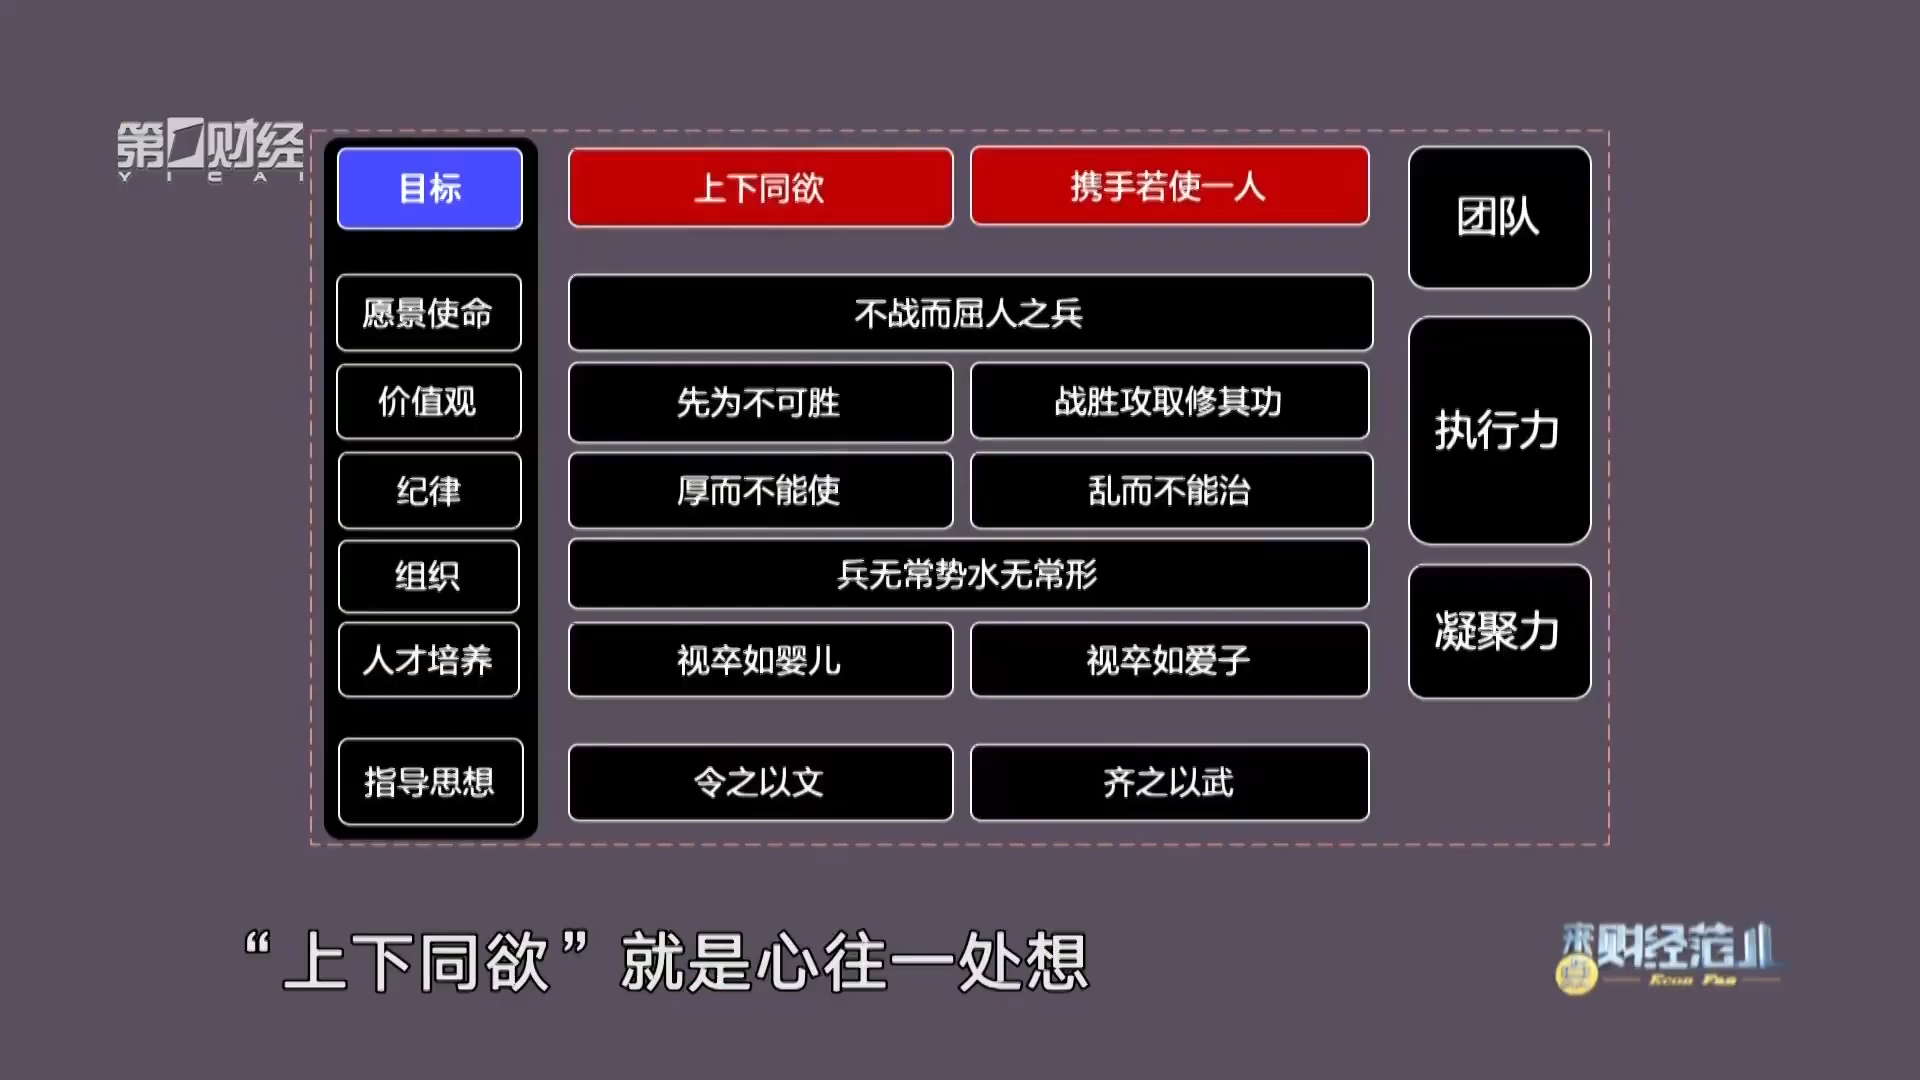 第一财经
YICAI
目标
上下同欲
携手若使一人
团队
愿景使命
不战而屈人之兵
价值观
先为不可胜
战胜攻取修其功
执行力
纪律
厚而不能使
乱而不能治
组织
兵无常势水无常形
凝聚力
人才培养
视卒如婴儿
视卒如爱子
指导思想
令之以文
齐之以武
“上下同欲”就是心往一处想
来点
财经范儿
Econ Fan